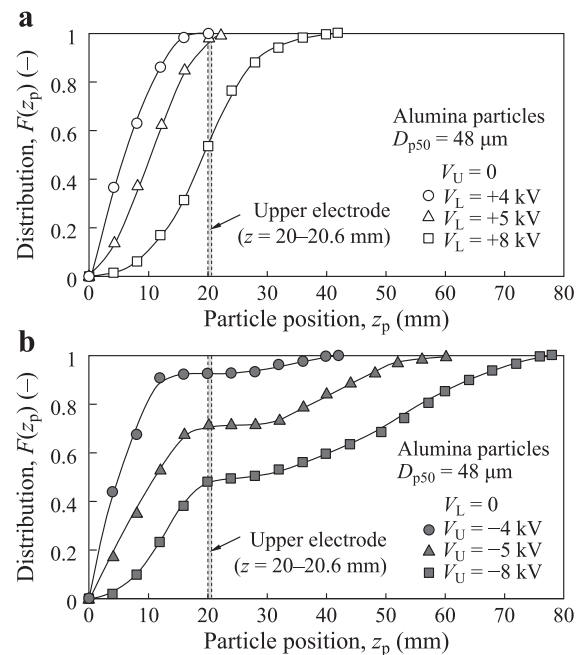 a
1
0.8
0.6
0.4
0.2
0
Distribution, F(zp) (–)
Alumina particles
Dp50 = 48 μm
VU = 0
VL = +4 kV
VL = +5 kV
VL = +8 kV
Upper electrode
(z = 20–20.6 mm)
0 10 20 30 40 50 60 70 80
Particle position, zp (mm)
b
1
0.8
0.6
0.4
0.2
0
Distribution, F(zp) (–)
Alumina particles
Dp50 = 48 μm
VL = 0
VU = −4 kV
VU = −5 kV
VU = −8 kV
Upper electrode
(z = 20–20.6 mm)
0 10 20 30 40 50 60 70 80
Particle position, zp (mm)